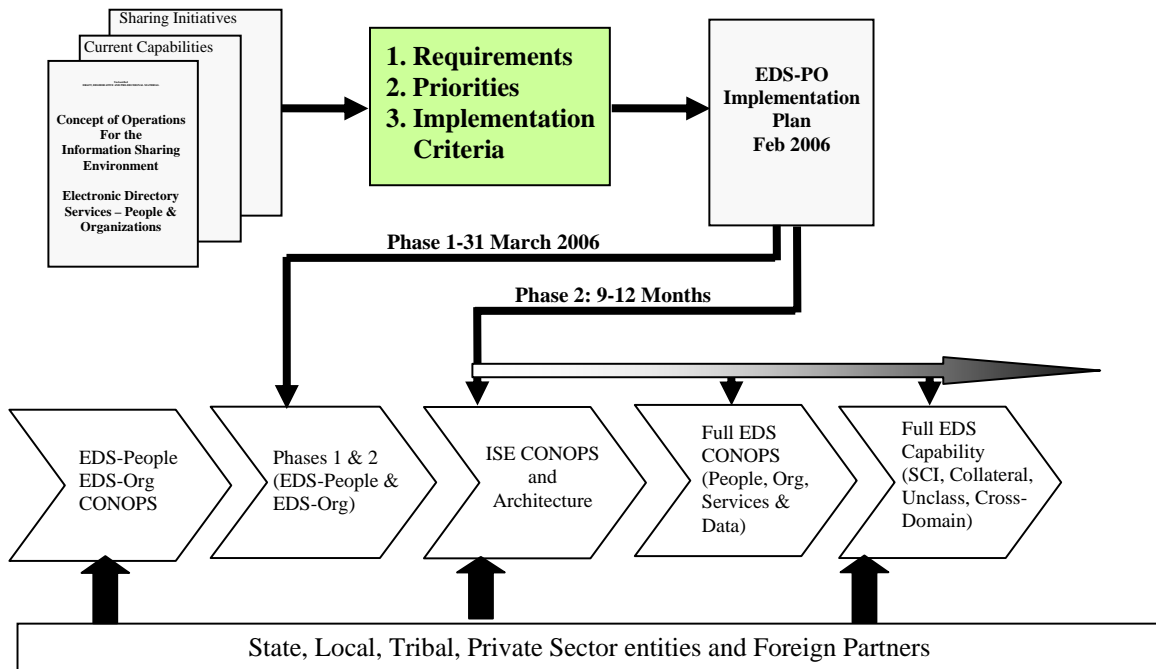 Sharing Initiatives
Current Capabilities
Concept of Operations
For the
Information Sharing
Environment
Electronic Directory
Services – People &
Organizations
1. Requirements
2. Priorities
3. Implementation
Criteria
EDS-PO
Implementation
Plan
Feb 2006
Phase 1-31 March 2006
Phase 2: 9-12 Months
EDS-People
EDS-Org
CONOPS
Phases 1 & 2
(EDS-People &
EDS-Org)
ISE CONOPS
and
Architecture
Full EDS
CONOPS
(People, Org,
Services &
Data)
Full EDS
Capability
(SCI, Collateral,
Unclass, Cross-
Domain)
State, Local, Tribal, Private Sector entities and Foreign Partners